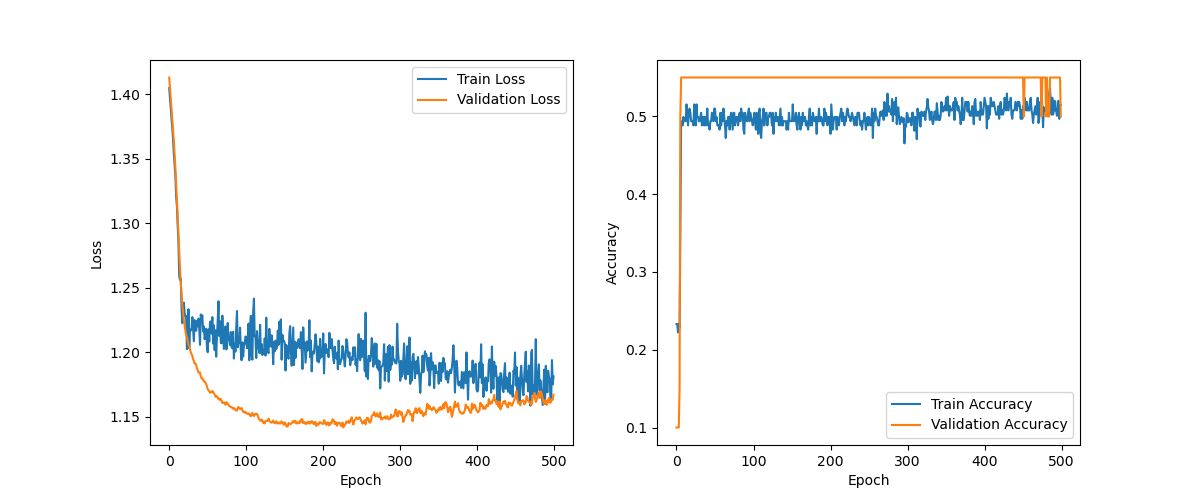 Train Loss
Validation Loss
1.40
1.35
1.30
1.25
1.20
1.15
Loss
0 100 200 300 400 500
Epoch
0.5
0.4
0.3
0.2
0.1
Accuracy
Train Accuracy
Validation Accuracy
0 100 200 300 400 500
Epoch